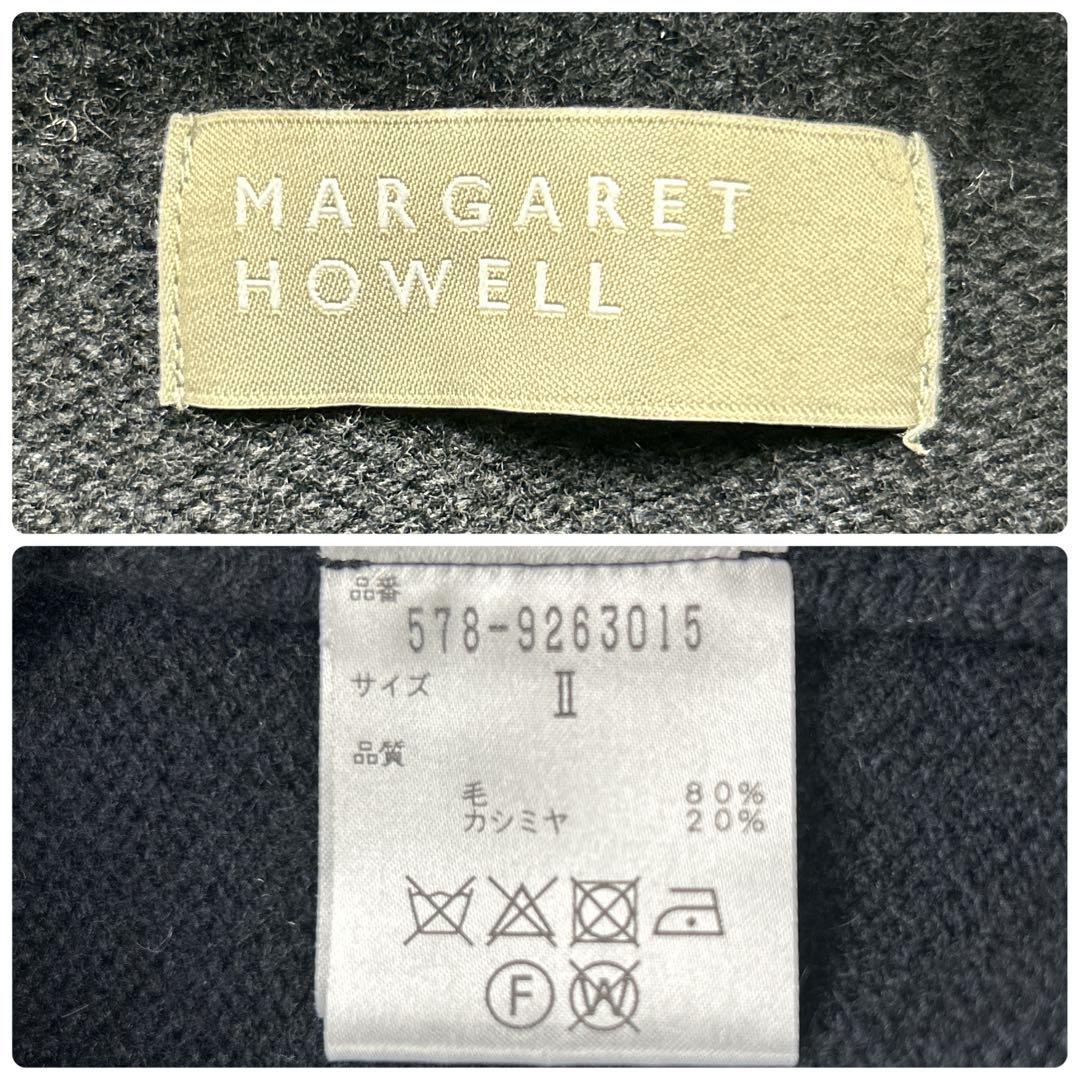 MARGARET
HOWELL
品番
578-9263015
サイズ Ⅱ
品質
毛 80%
カシミヤ 20%
F W